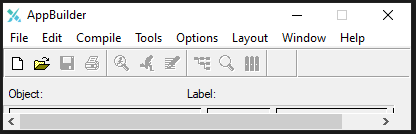 AppBuilder
File Edit Compile Tools Options Layout Window Help
Object: Label: